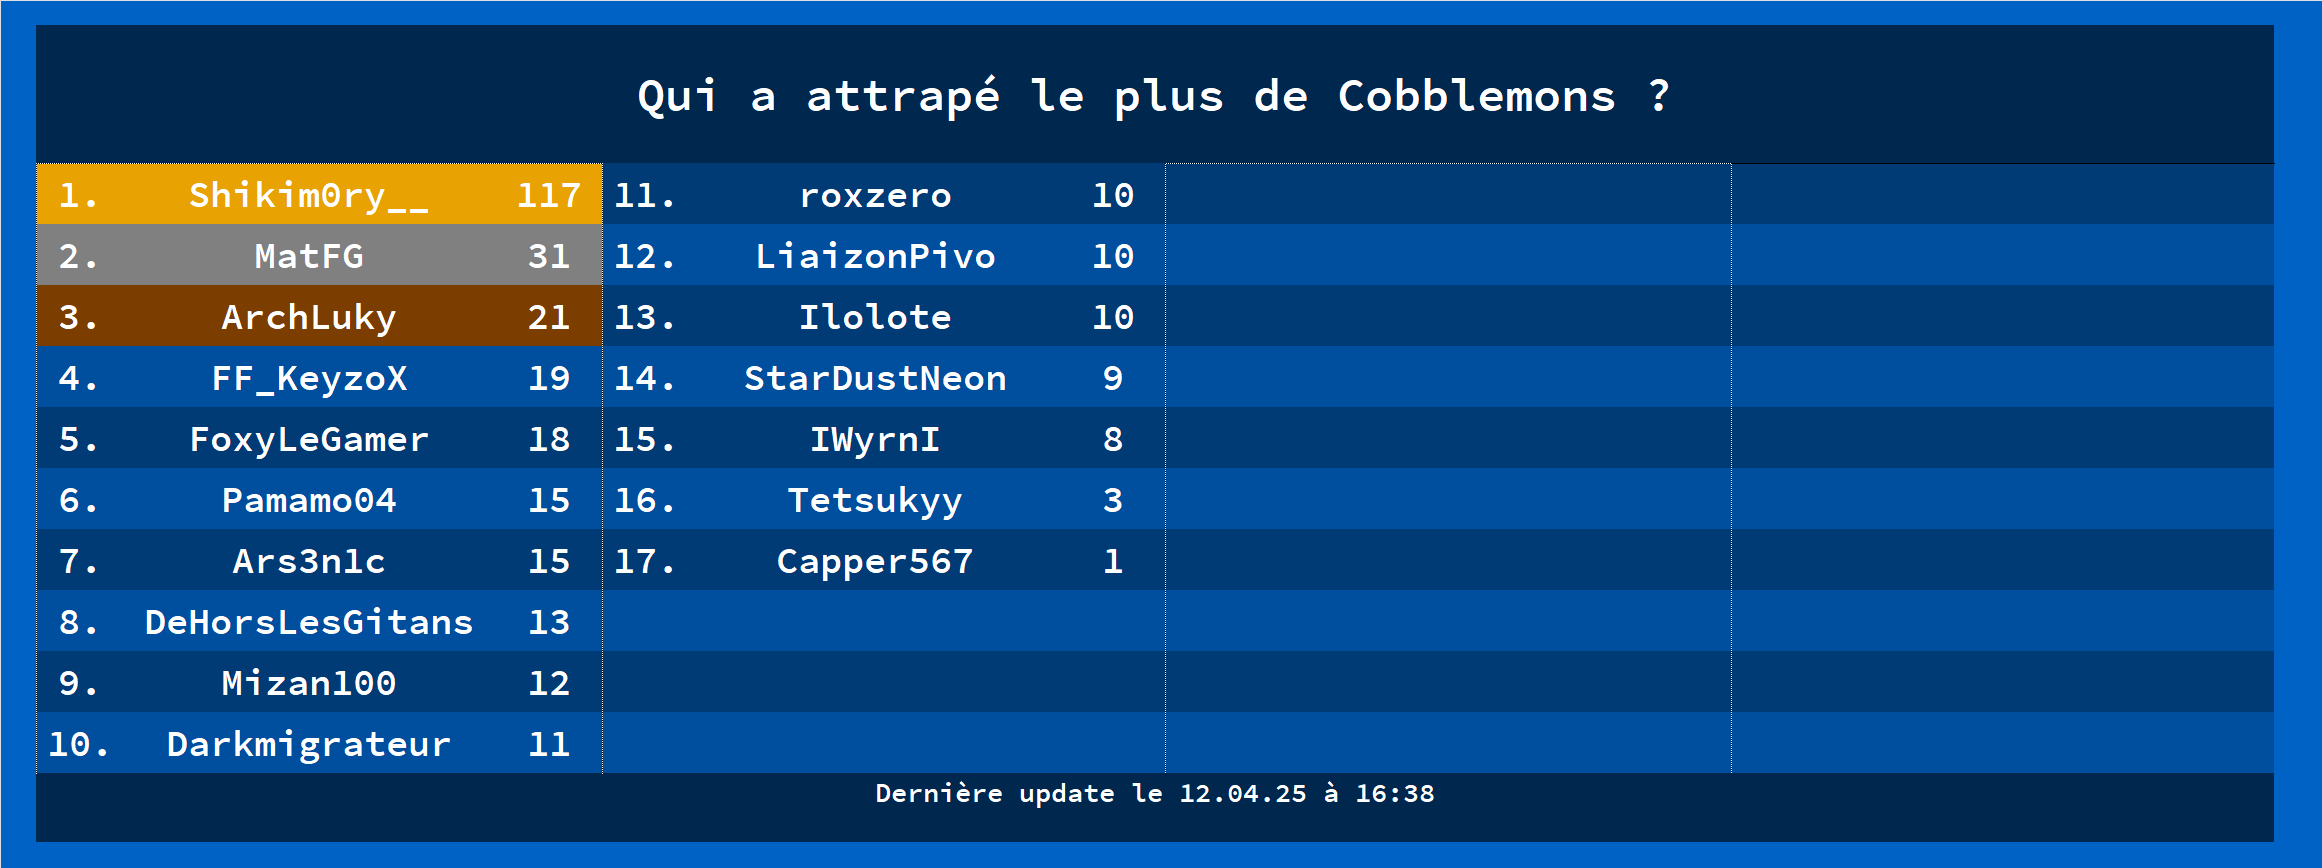 Qui a attrapé le plus de Cobblemons ?
1. Shikim0ry__ 117
2. MatFG 31
3. ArchLuky 21
4. FF_KeyzoX 19
5. FoxyLeGamer 18
6. Pamamo04 15
7. Ars3n1c 15
8. DeHorsLesGitans 13
9. Mizan100 12
10. Darkmigrateur 11
11. roxzero 10
12. LiaizonPivo 10
13. Ilolote 10
14. StarDustNeon 9
15. IWyrnI 8
16. Tetsukyy 3
17. Capper567 1
Dernière update le 12.04.25 à 16:38